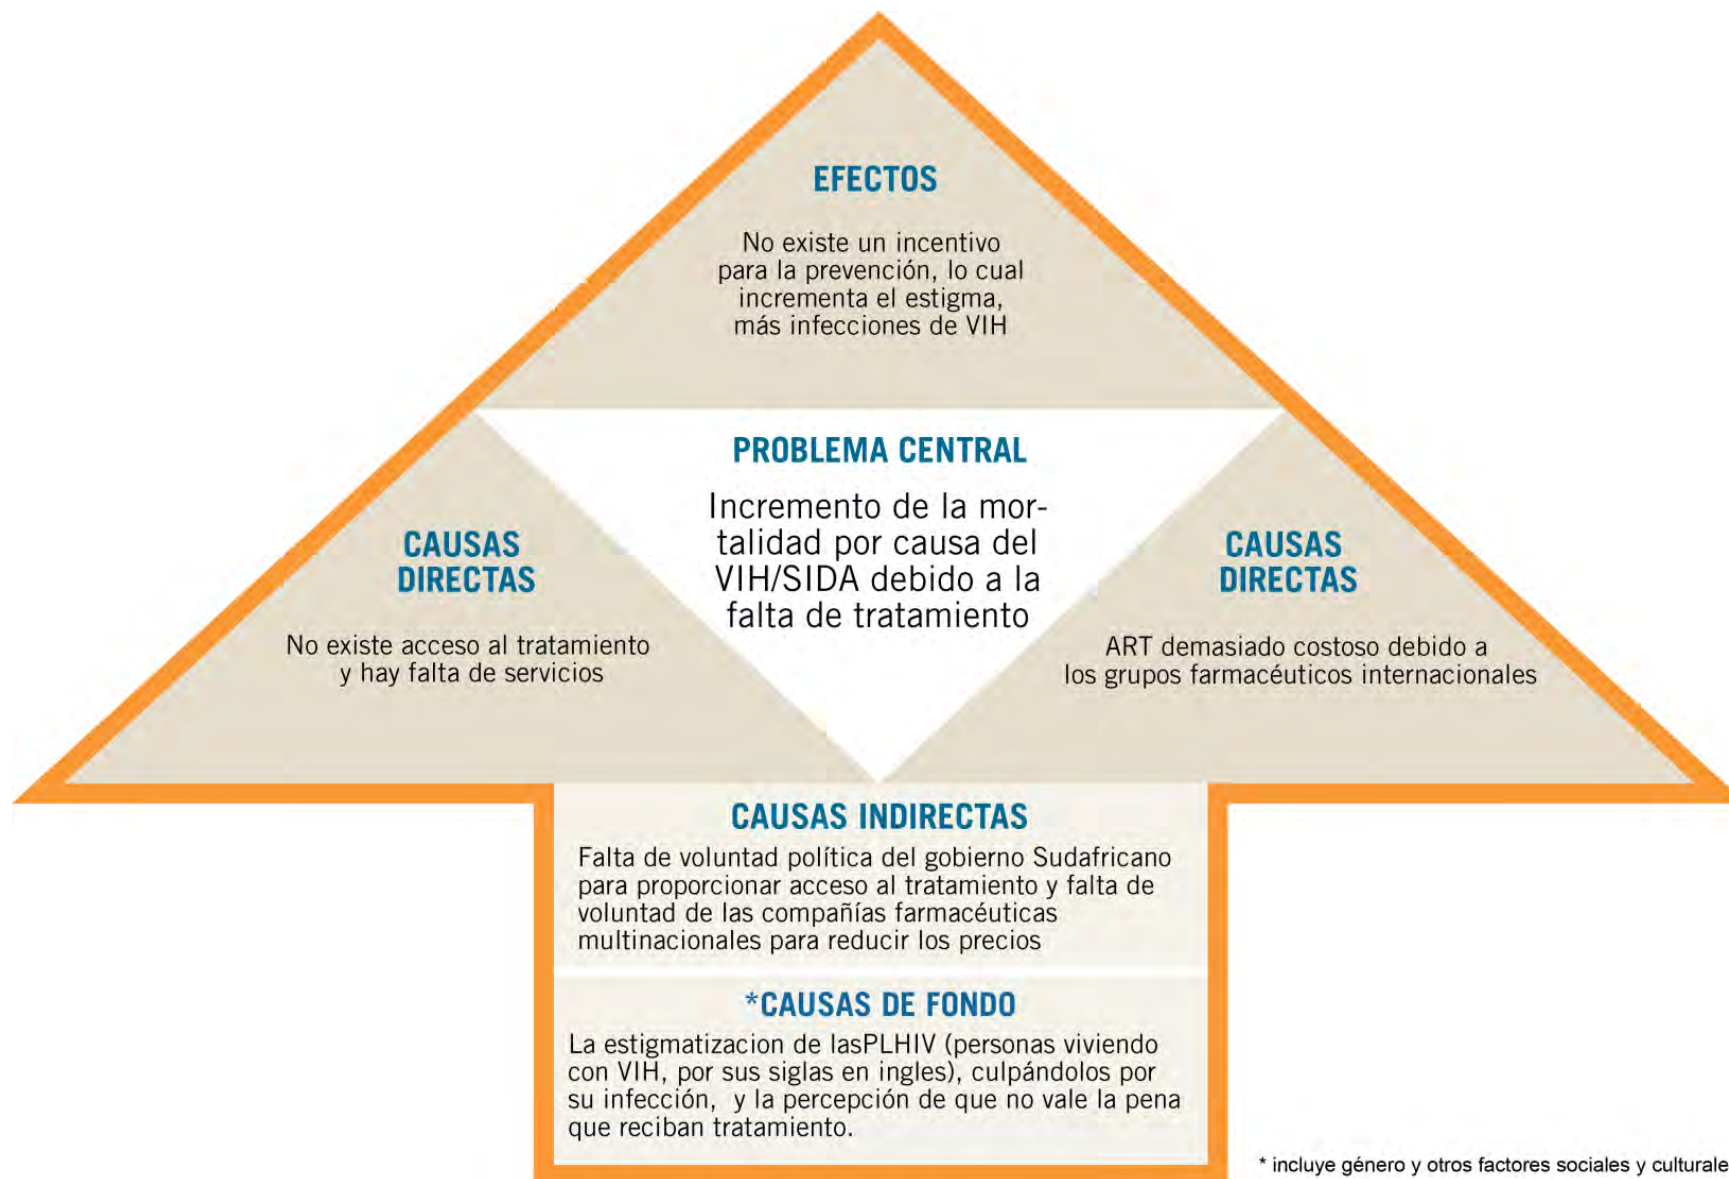 EFECTOS
No existe un incentivo
para la prevención, lo cual
incrementa el estigma,
más infecciones de VIH
PROBLEMA CENTRAL
Incremento de la mor-
talidad por causa del
VIH/SIDA debido a la
falta de tratamiento
CAUSAS
DIRECTAS
No existe acceso al tratamiento
y hay falta de servicios
CAUSAS
DIRECTAS
ART demasiado costoso debido a
los grupos farmacéuticos internacionales
CAUSAS INDIRECTAS
Falta de voluntad política del gobierno Sudafricano
para proporcionar acceso al tratamiento y falta de
voluntad de las compañías farmacéuticas
multinacionales para reducir los precios
*CAUSAS DE FONDO
La estigmatizacion de lasPLHIV (personas viviendo
con VIH, por sus siglas en ingles), culpándolos por
su infección, y la percepción de que no vale la pena
que reciban tratamiento.
* incluye género y otros factores sociales y culturale